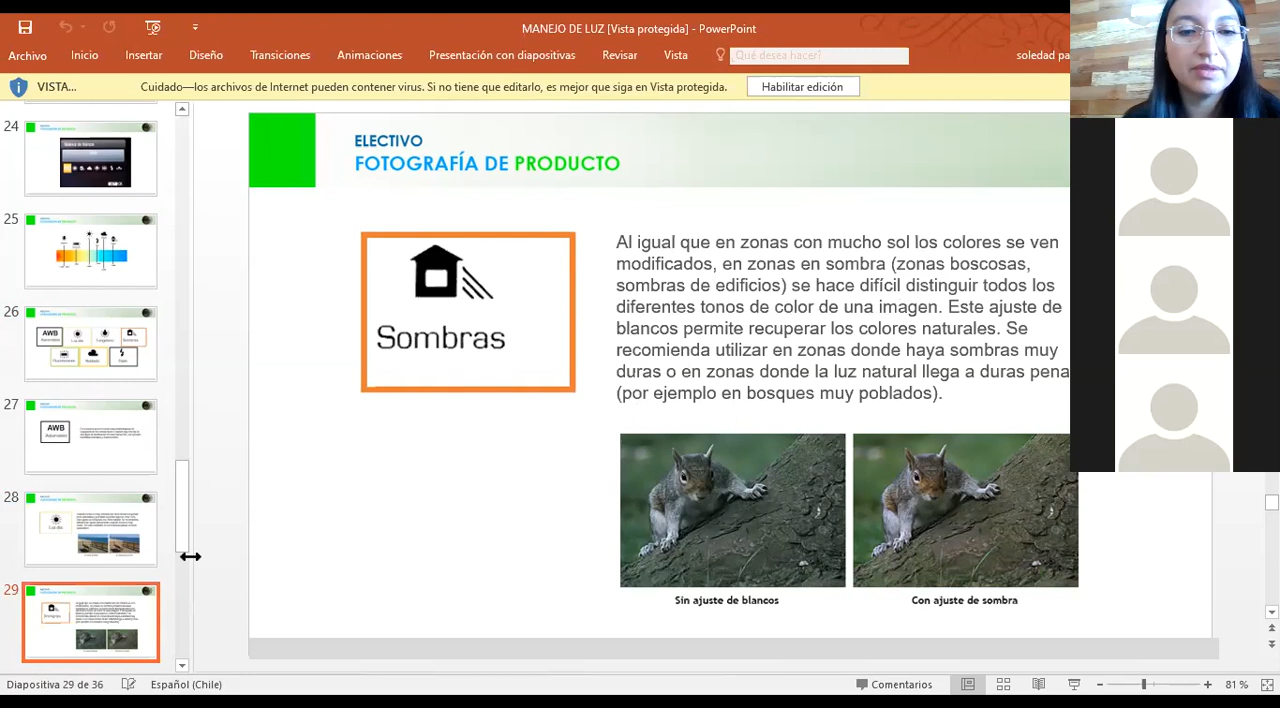 MANEJO DE LUZ [Vista protegida] - PowerPoint
Archivo Inicio Insertar Diseño Transiciones Animaciones Presentación con diapositivas Revisar Vista ¿Qué desea hacer? soledad pa
VISTA... Cuidado—los archivos de Internet pueden contener virus. Si no tiene que editarlo, es mejor que siga en Vista protegida. Habilitar edición
24
25
26
AWB
27
AWB
28
29
ELECTIVO
FOTOGRAFÍA DE PRODUCTO
Sombras
Al igual que en zonas con mucho sol los colores se ven
modificados, en zonas en sombra (zonas boscosas,
sombras de edificios) se hace difícil distinguir todos los
diferentes tonos de color de una imagen. Este ajuste de
blancos permite recuperar los colores naturales. Se
recomienda utilizar en zonas donde haya sombras muy
duras o en zonas donde la luz natural llega a duras pena
(por ejemplo en bosques muy poblados).
Sin ajuste de blancos Con ajuste de sombra
Diapositiva 29 de 36 Español (Chile) Comentarios 81 %